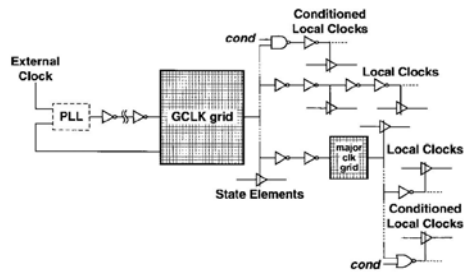 Conditioned
Local Clocks
cond
External
Clock
Local Clocks
PLL
GCLK grid
major
clk
grid
Local Clocks
State Elements
Conditioned
Local Clocks
cond